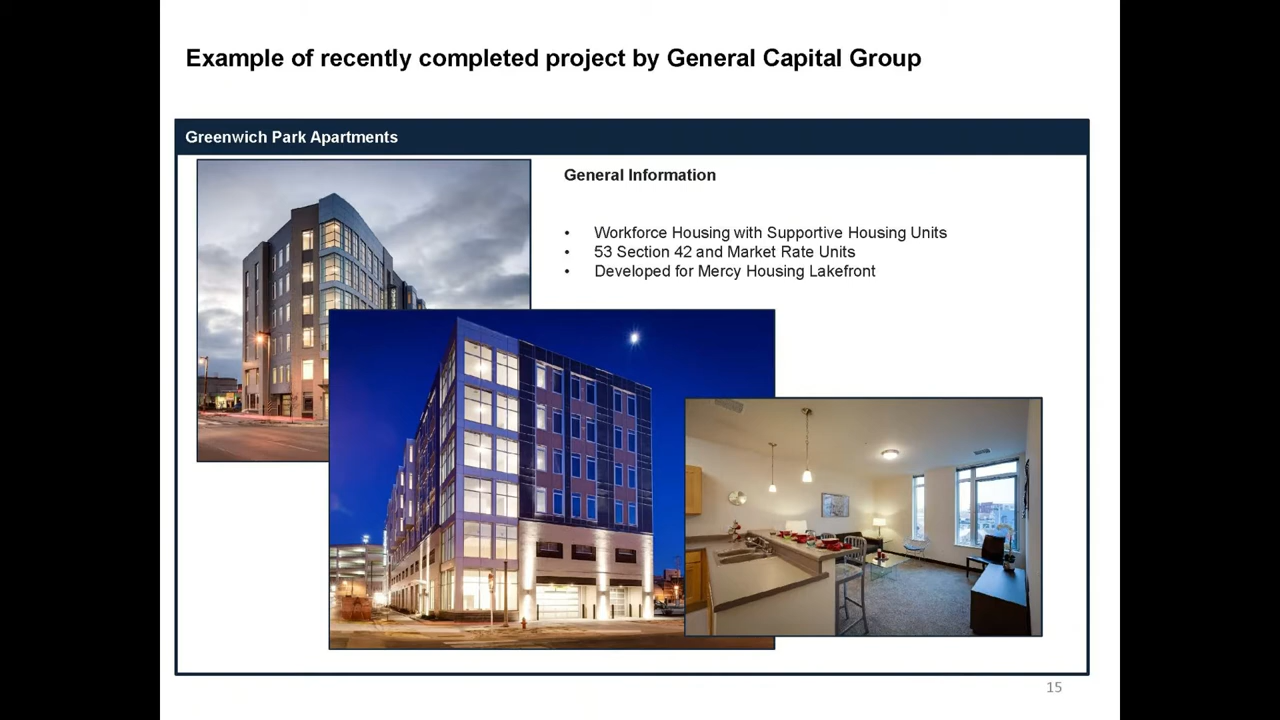 Example of recently completed project by General Capital Group
Greenwich Park Apartments
General Information
• Workforce Housing with Supportive Housing Units
• 53 Section 42 and Market Rate Units
• Developed for Mercy Housing Lakefront
15